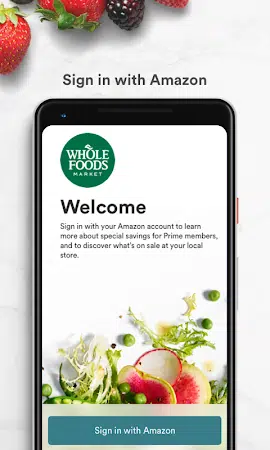 Sign in with Amazon
WHOLE
FOODS
MARKET
Welcome
Sign in with your Amazon account to learn
more about special savings for Prime members,
and to discover what's on sale at your local
store.
Sign in with Amazon